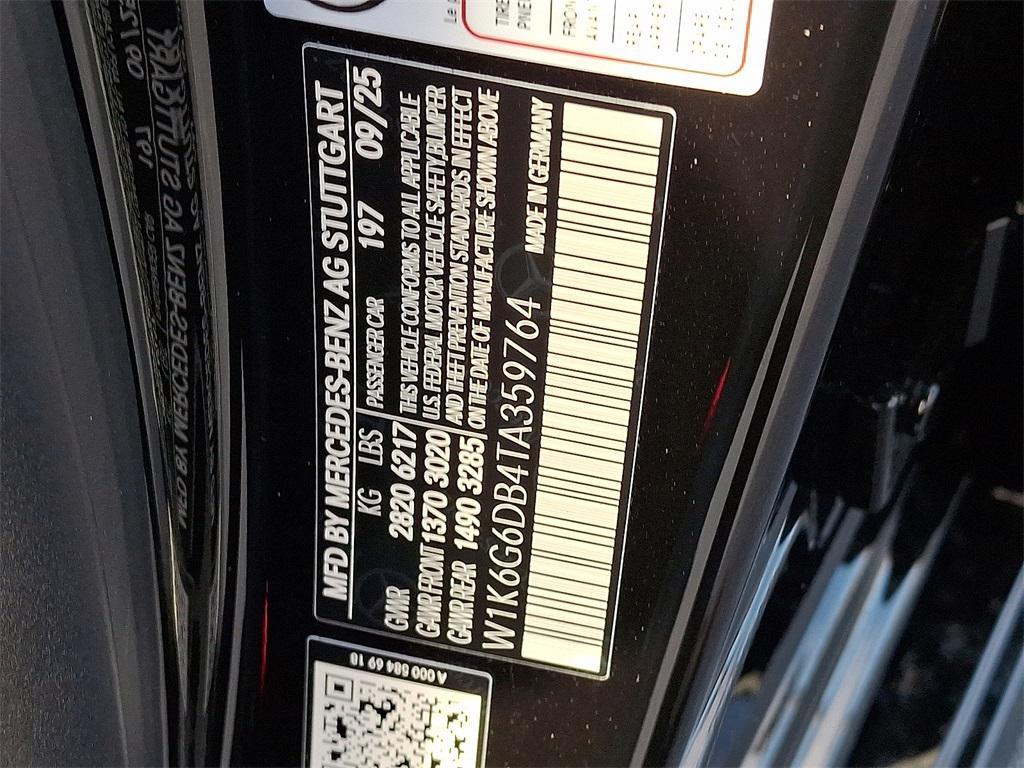 MFD BY MERCEDES-BENZ AG STUTTGART
KG LBS PASSENGER CAR 197 09/25
GVWR 2820 6217
GAWR FRONT 1370 3020
GAWR REAR 1490 3285
THIS VEHICLE CONFORMS TO ALL APPLICABLE
U.S. FEDERAL MOTOR VEHICLE SAFETY, BUMPER
AND THEFT PREVENTION STANDARDS IN EFFECT
ON THE DATE OF MANUFACTURE SHOWN ABOVE
W1K6G6DB4TA359764 MADE IN GERMANY
A 000 584 69 18